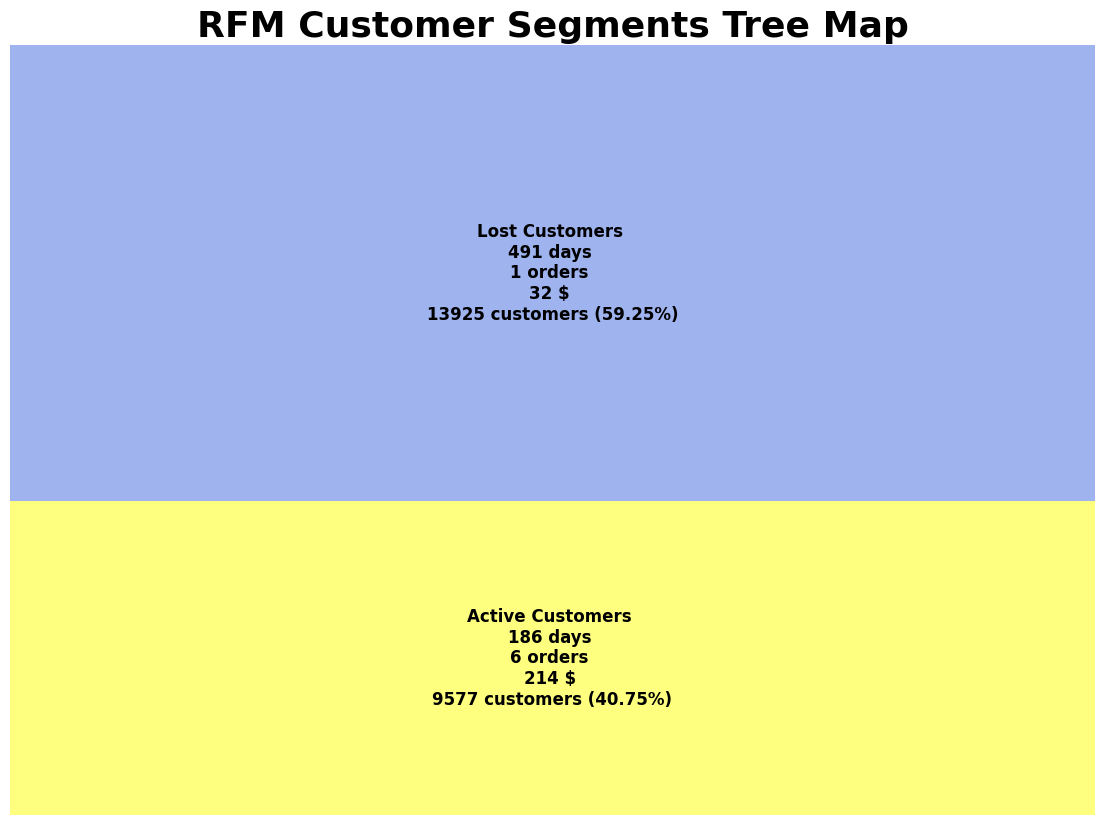 RFM Customer Segments Tree Map
Lost Customers
491 days
1 orders
32 $
13925 customers (59.25%)
Active Customers
186 days
6 orders
214 $
9577 customers (40.75%)